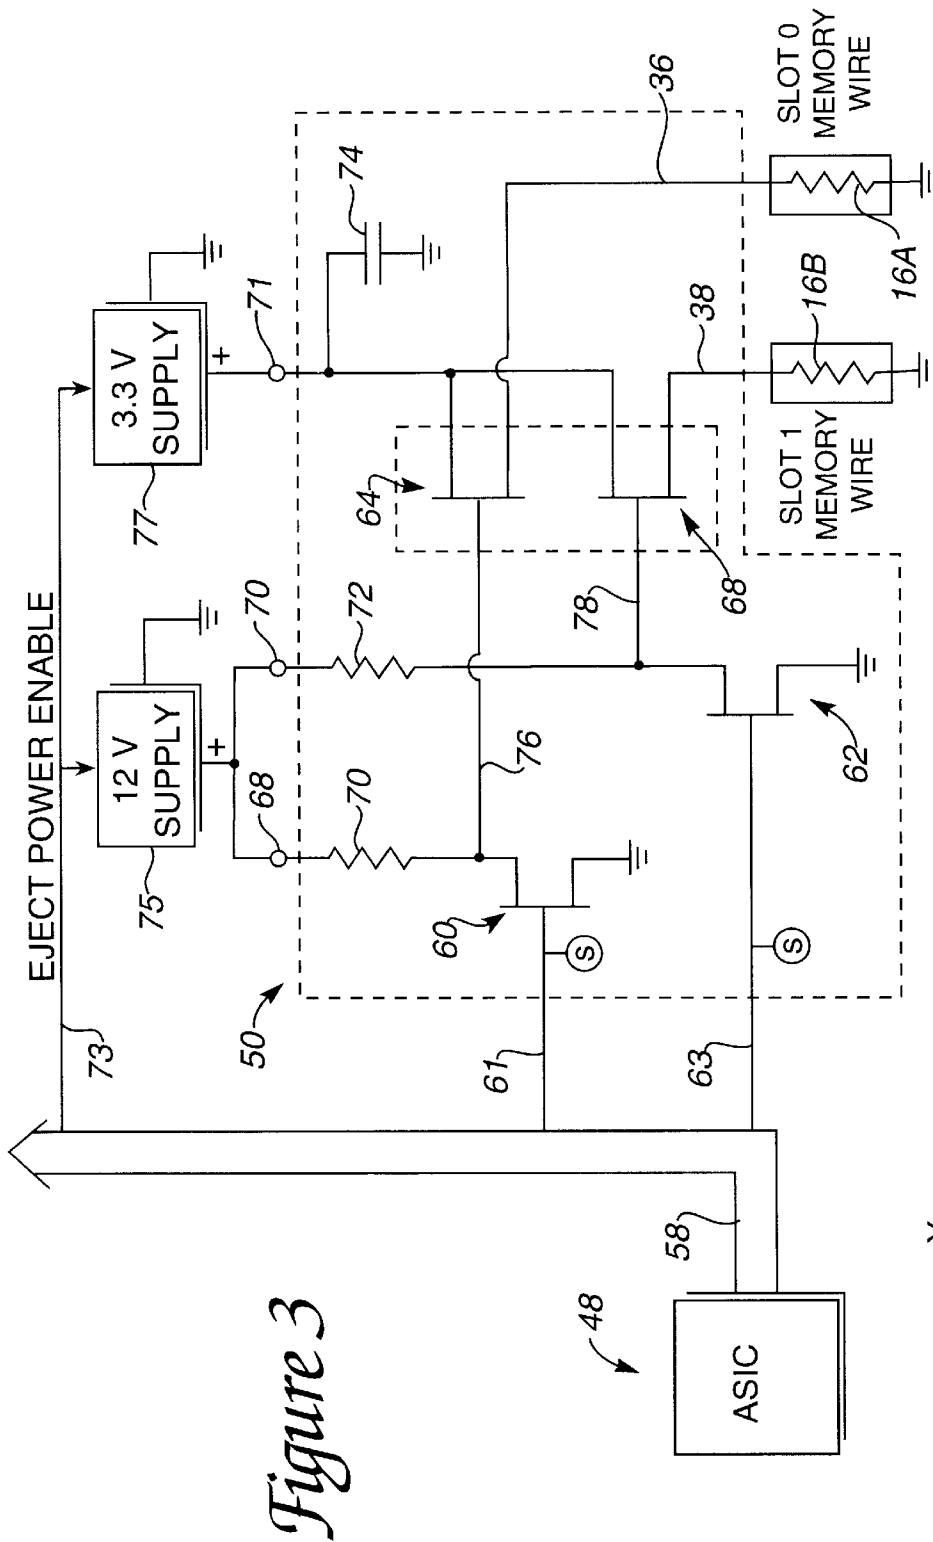 EJECT POWER ENABLE
73
12 V
SUPPLY
75
+
3.3 V
SUPPLY
77
+
68
70
71
50
70
72
74
76
64
36
60
61
S
78
68
38
62
63
S
58
48
ASIC
SLOT 1
MEMORY
WIRE
16B
SLOT 0
MEMORY
WIRE
16A
Figure 3